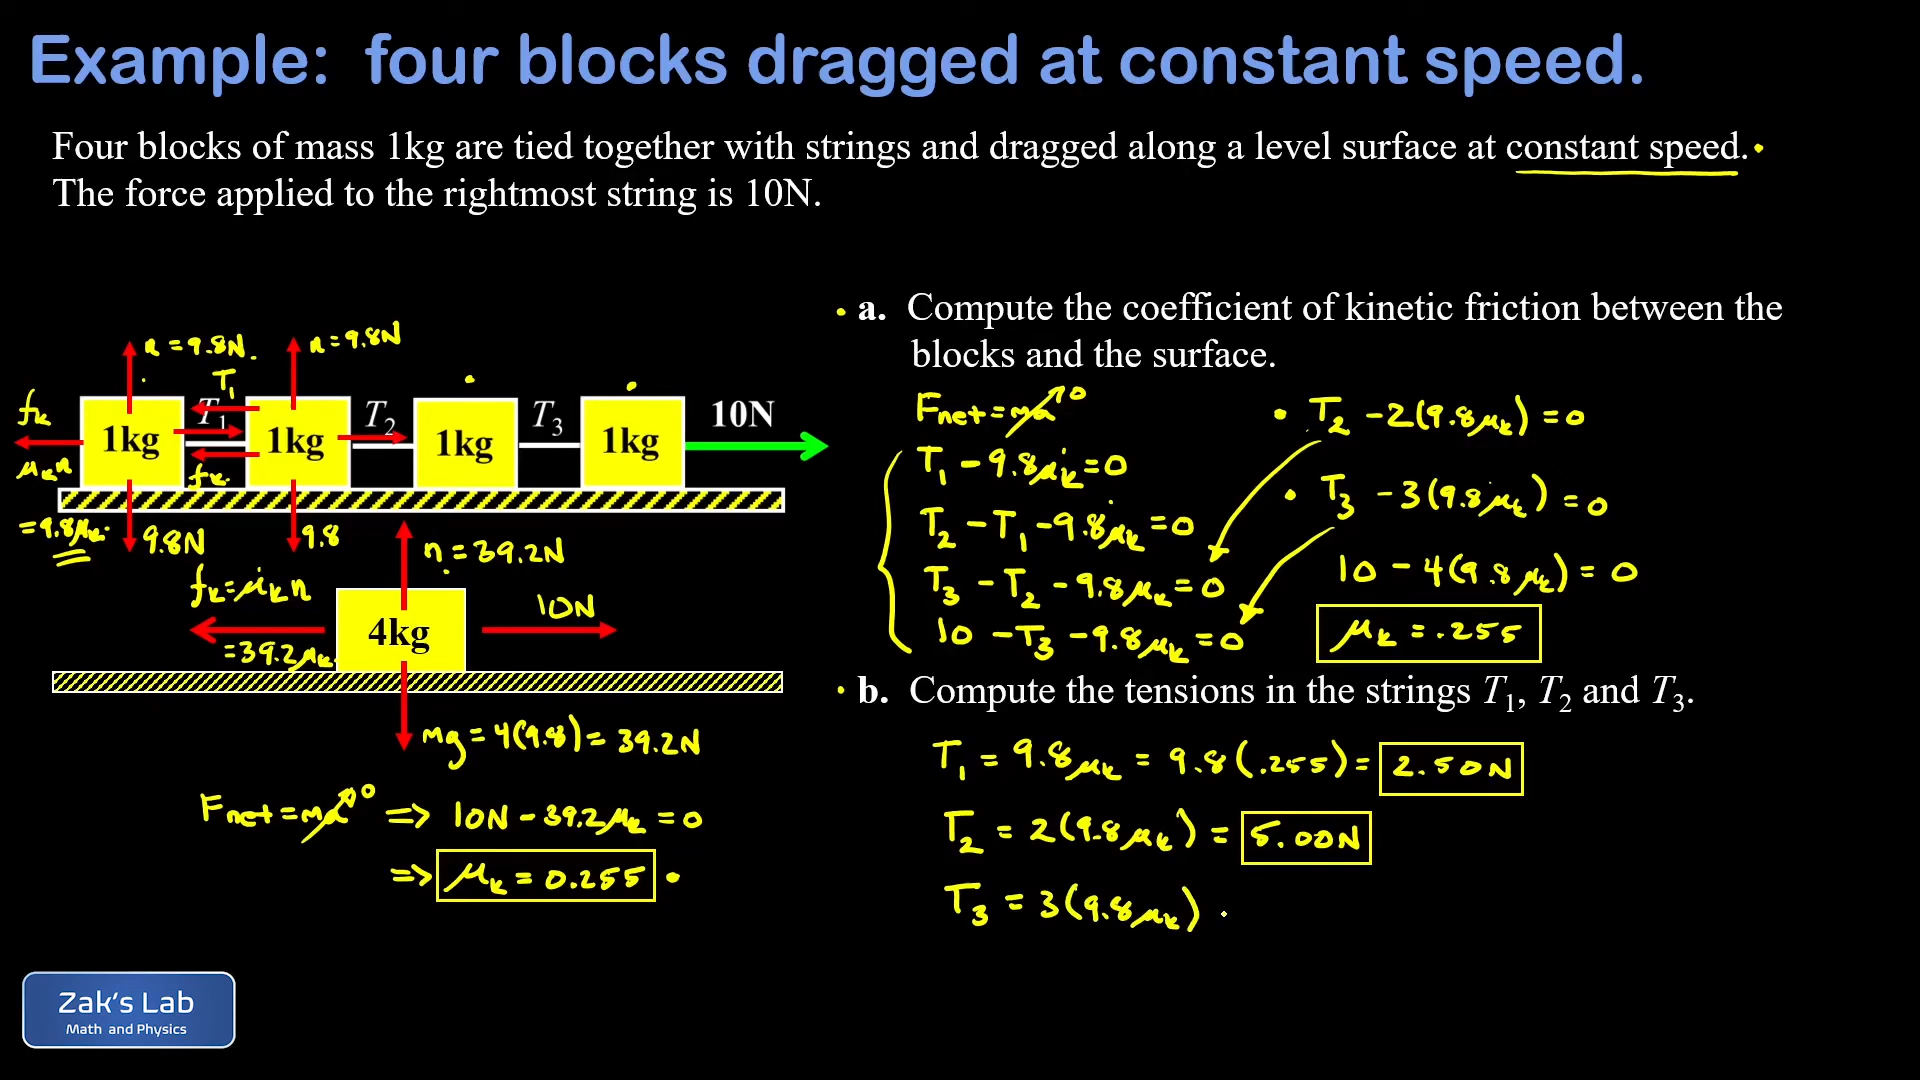 Example: four blocks dragged at constant speed.
Four blocks of mass 1kg are tied together with strings and dragged along a level surface at constant speed.
The force applied to the rightmost string is 10N.
n = 9.8N
n = 9.8N
T₁
fₖ
T₁
T₂
T₃
10N
1kg
1kg
1kg
1kg
μₖn
fₖ
= 9.8μₖ
9.8N
9.8
n = 39.2N
fₖ = μₖn
10N
4kg
= 39.2μₖ
mg = 4(9.8) = 39.2N
Fnet = ma 0 => 10N - 39.2μₖ = 0
=> μₖ = 0.255
a. Compute the coefficient of kinetic friction between the
blocks and the surface.
Fnet = ma 0
T₁ - 9.8μₖ = 0
T₂ - T₁ - 9.8μₖ = 0
T₃ - T₂ - 9.8μₖ = 0
10 - T₃ - 9.8μₖ = 0
T₂ - 2(9.8μₖ) = 0
T₃ - 3(9.8μₖ) = 0
10 - 4(9.8μₖ) = 0
μₖ = .255
b. Compute the tensions in the strings T₁, T₂ and T₃.
T₁ = 9.8μₖ = 9.8(.255) = 2.50N
T₂ = 2(9.8μₖ) = 5.00N
T₃ = 3(9.8μₖ)
Zak's Lab
Math and Physics